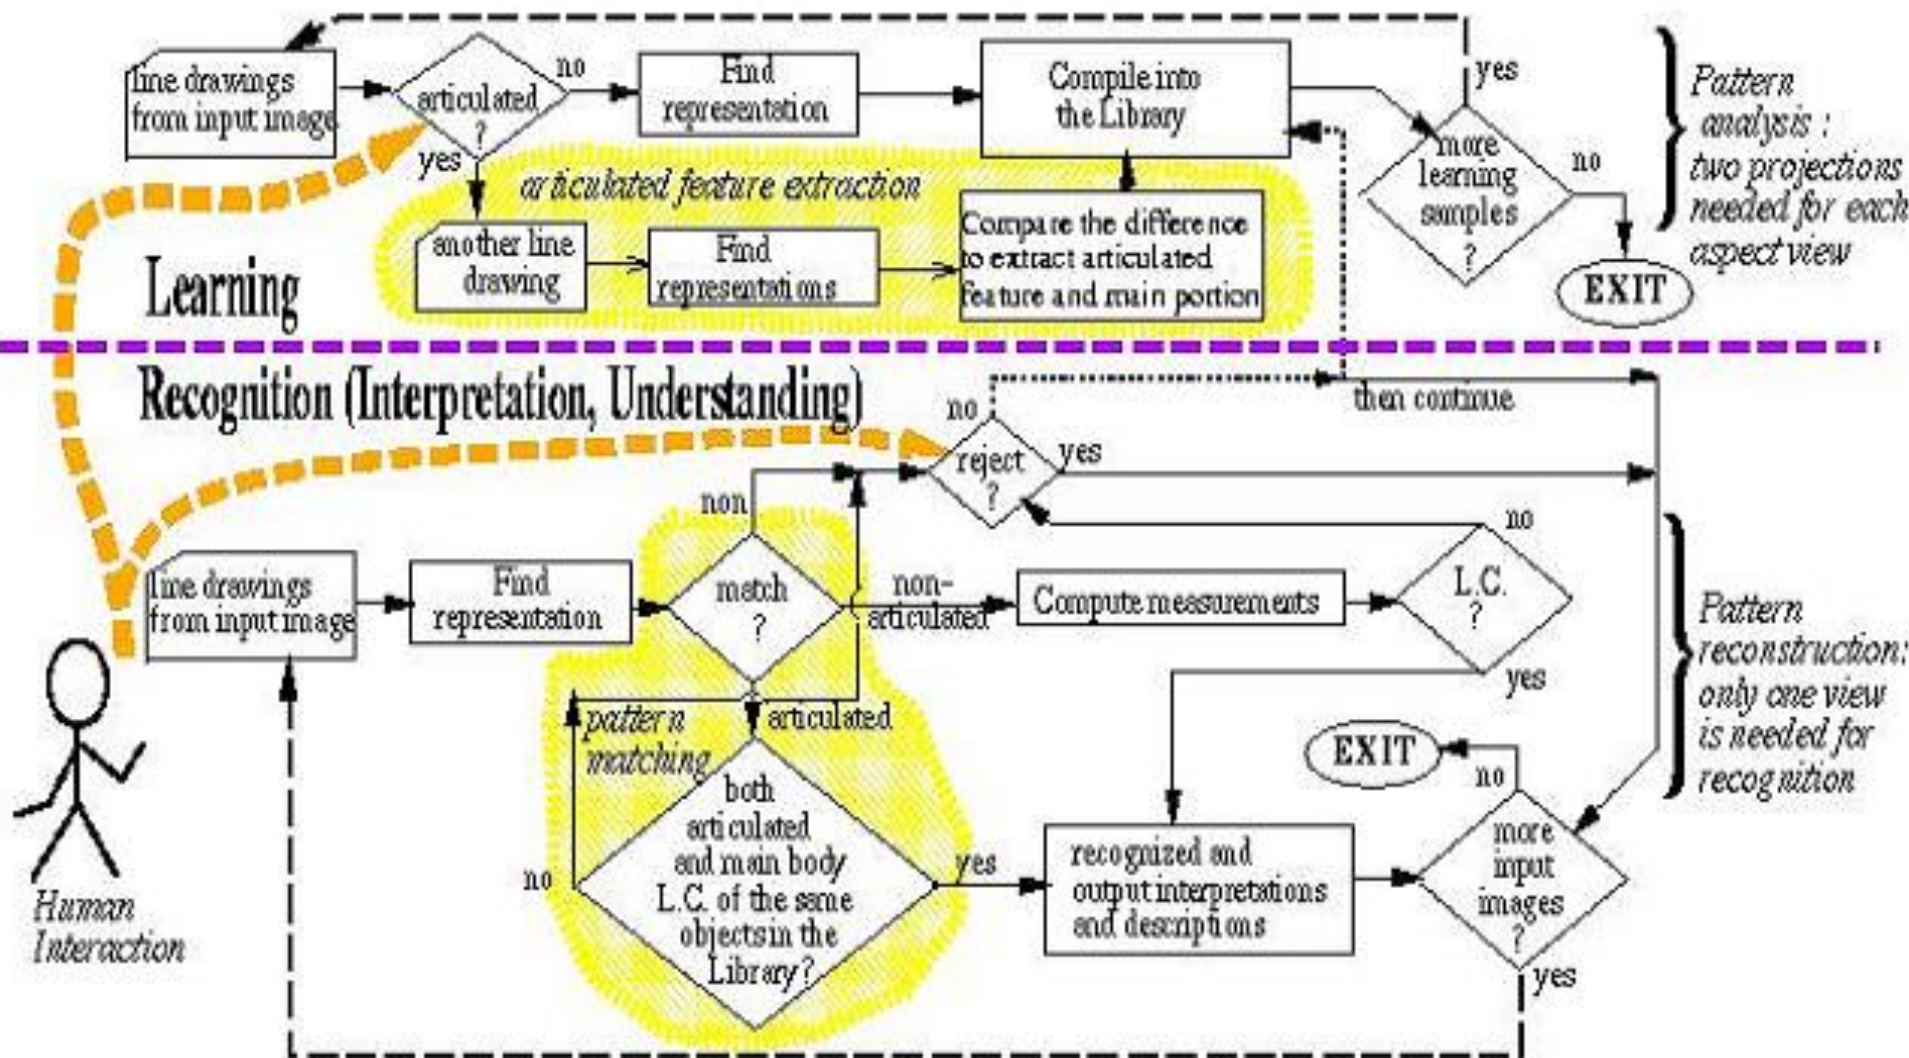 line drawings
from input image
articulated
?
no
yes
Find
representation
Compile into
the Library
yes
more
learning
samples
?
no
EXIT
Pattern
analysis :
two projections
needed for each
aspect view
articulated feature extraction
another line
drawing
Find
representations
Compare the difference
to extract articulated
feature and main portion
Learning
Recognition (Interpretation, Understanding)
no
reject
?
yes
then continue
non
line drawings
from input image
Find
representation
match
?
non-
articulated
Compute measurements
L.C.
?
no
yes
Pattern
reconstruction:
only one view
is needed for
recognition
pattern
matching
articulated
both
articulated
and main body
L.C. of the same
objects in the
Library?
no
yes
recognized and
output interpretations
and descriptions
EXIT
no
more
input
images
?
yes
Human
Interaction